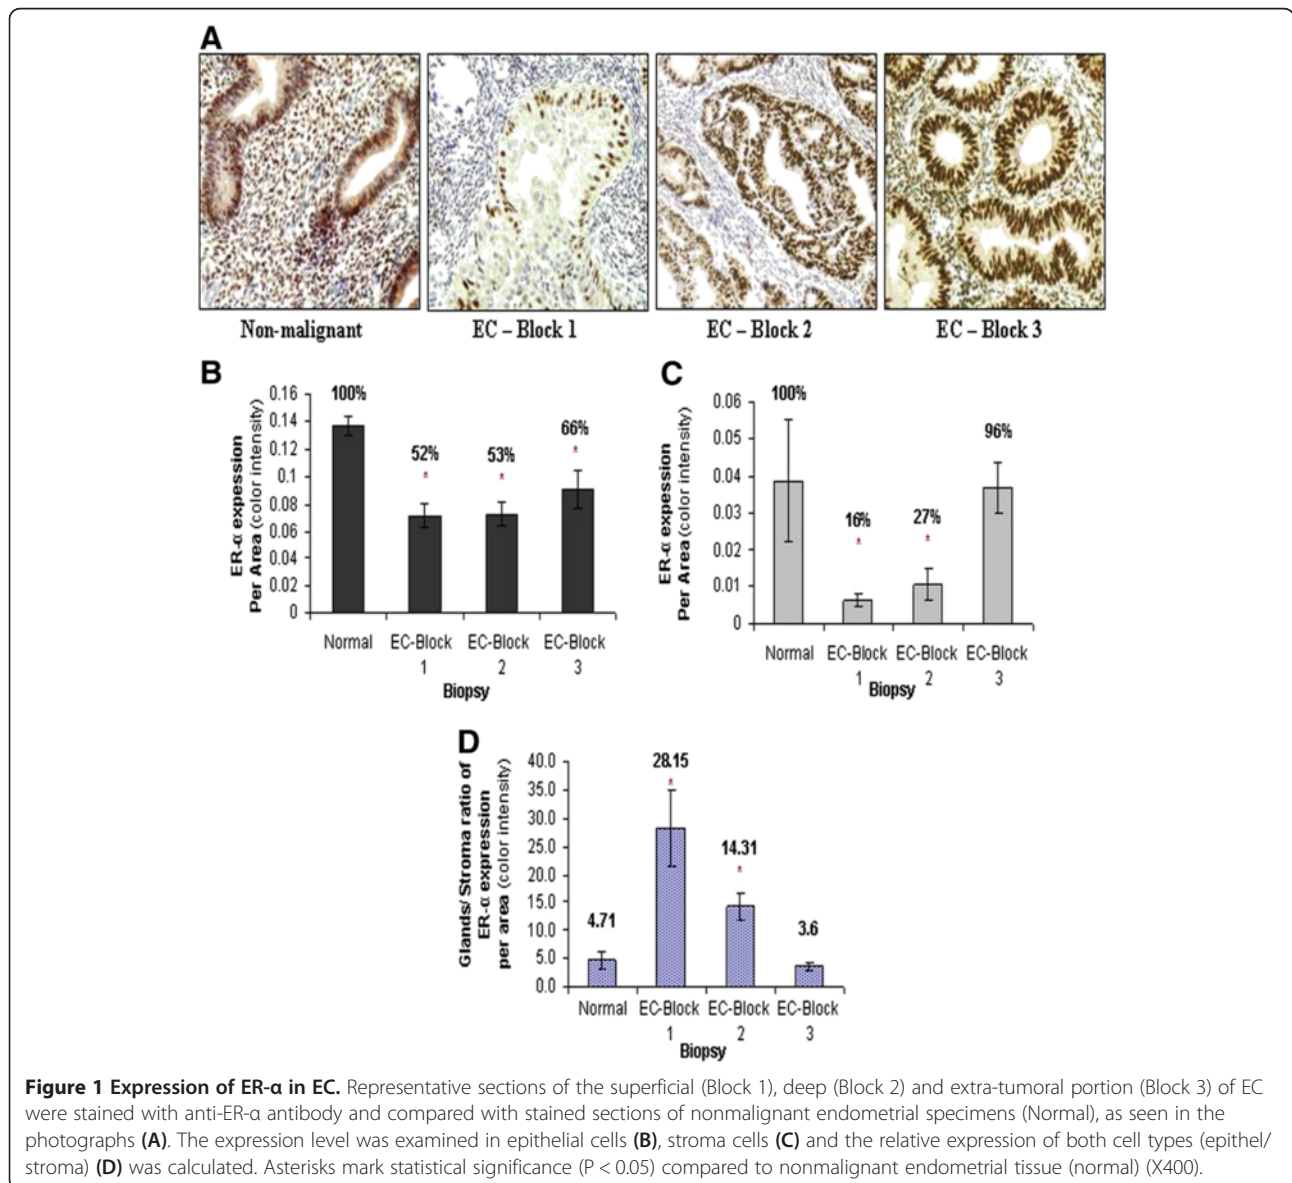 A
Non-malignant
EC – Block 1
EC – Block 2
EC – Block 3
B
ER-α expession
Per Area (color intensity)
0.16
0.14
0.12
0.1
0.08
0.06
0.04
0.02
0
100%
52%
*
53%
*
66%
*
Normal
EC-Block
1
EC-Block
2
EC-Block
3
Biopsy
C
ER-α expession
Per Area (color intensity)
0.06
0.05
0.04
0.03
0.02
0.01
0
100%
16%
*
27%
*
96%
Normal
EC-Block
1
EC-Block
2
EC-Block
3
Biopsy
D
Glands/ Stroma ratio of
ER-α expression
per area (color intensity)
40.0
35.0
30.0
25.0
20.0
15.0
10.0
5.0
0.0
4.71
28.15
*
14.31
*
3.6
Normal
EC-Block
1
EC-Block
2
EC-Block
3
Biopsy
Figure 1 Expression of ER-α in EC. Representative sections of the superficial (Block 1), deep (Block 2) and extra-tumoral portion (Block 3) of EC
were stained with anti-ER-α antibody and compared with stained sections of nonmalignant endometrial specimens (Normal), as seen in the
photographs (A). The expression level was examined in epithelial cells (B), stroma cells (C) and the relative expression of both cell types (epithel/
stroma) (D) was calculated. Asterisks mark statistical significance (P < 0.05) compared to nonmalignant endometrial tissue (normal) (X400).